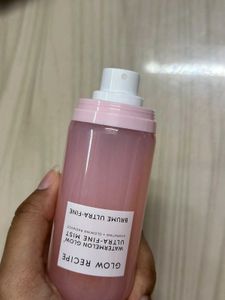 GLOW RECIPE
WATERMELON GLOW
ULTRA-FINE MIST
BRUME ULTRA-FINE